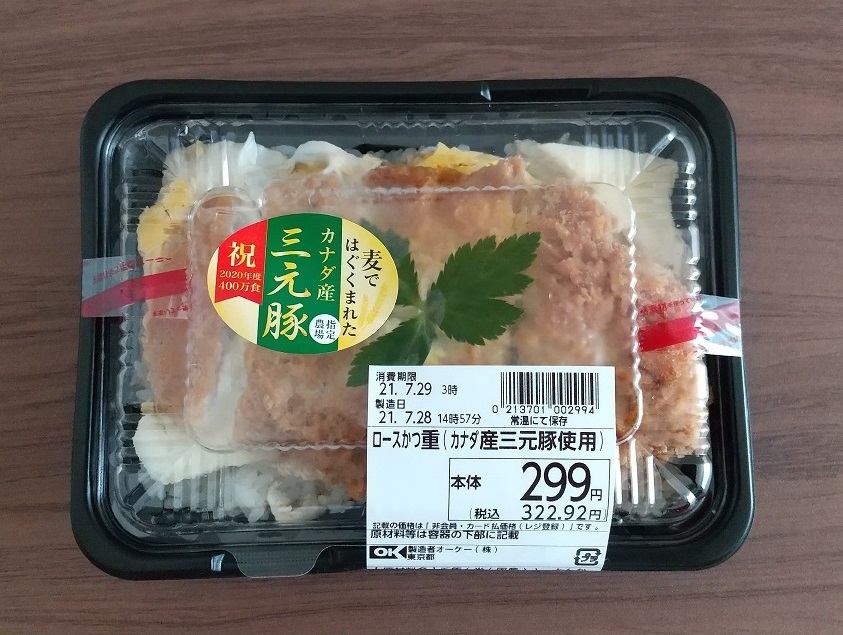 麦で
はぐくまれた
カナダ産
三元豚
指定
農場
祝
2020年度
400万食
消費期限
21. 7.29 3時
製造日
21. 7.28 14時57分
0 213701 002994
常温にて保存
ロースかつ重(カナダ産三元豚使用)
本体 299円
(税込 322.92円)
記載の価格は「非会員・カード払価格(レジ登録)」です。
原材料等は容器の下部に記載
OK 製造者オーケー(株)
東京都